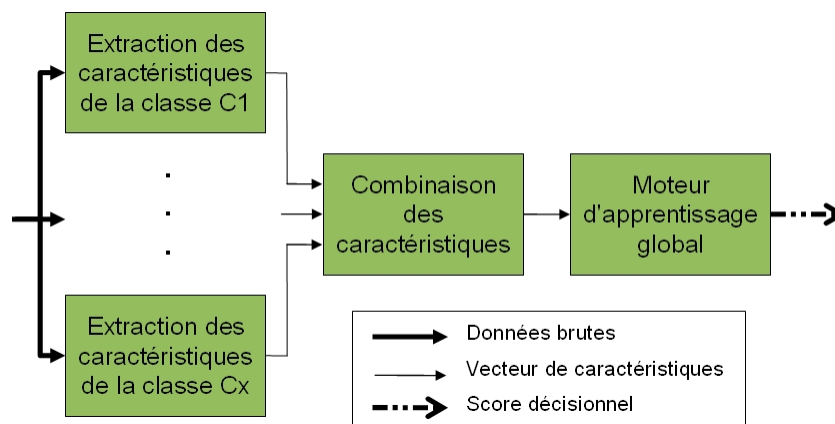 Extraction des
caractéristiques
de la classe C1
.
.
.
Combinaison
des
caractéristiques
Moteur
d'apprentissage
global
Extraction des
caractéristiques
de la classe Cx
Données brutes
Vecteur de caractéristiques
Score décisionnel